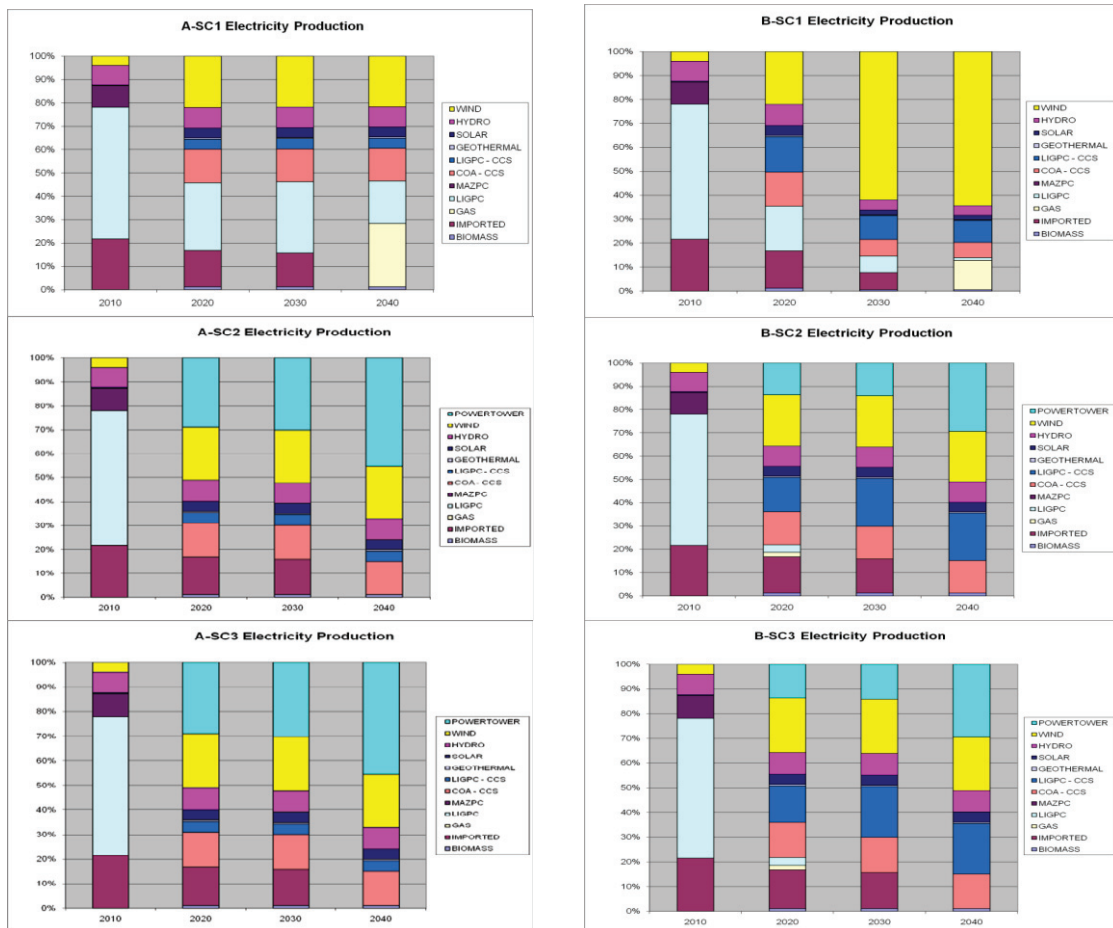 A-SC1 Electricity Production
100%
90%
80%
70%
60%
50%
40%
30%
20%
10%
0%
2010 2020 2030 2040
WIND
HYDRO
SOLAR
GEOTHERMAL
LIGPC - CCS
COA - CCS
MAZPC
LIGPC
GAS
IMPORTED
BIOMASS
B-SC1 Electricity Production
100%
90%
80%
70%
60%
50%
40%
30%
20%
10%
0%
2010 2020 2030 2040
WIND
HYDRO
SOLAR
GEOTHERMAL
LIGPC - CCS
COA - CCS
MAZPC
LIGPC
GAS
IMPORTED
BIOMASS
A-SC2 Electricity Production
100%
90%
80%
70%
60%
50%
40%
30%
20%
10%
0%
2010 2020 2030 2040
POWERTOWER
WIND
HYDRO
SOLAR
GEOTHERMAL
LIGPC - CCS
COA - CCS
MAZPC
LIGPC
GAS
IMPORTED
BIOMASS
B-SC2 Electricity Production
100%
90%
80%
70%
60%
50%
40%
30%
20%
10%
0%
2010 2020 2030 2040
POWERTOWER
WIND
HYDRO
SOLAR
GEOTHERMAL
LIGPC - CCS
COA - CCS
MAZPC
LIGPC
GAS
IMPORTED
BIOMASS
A-SC3 Electricity Production
100%
90%
80%
70%
60%
50%
40%
30%
20%
10%
0%
2010 2020 2030 2040
POWERTOWER
WIND
HYDRO
SOLAR
GEOTHERMAL
LIGPC - CCS
COA - CCS
MAZPC
LIGPC
GAS
IMPORTED
BIOMASS
B-SC3 Electricity Production
100%
90%
80%
70%
60%
50%
40%
30%
20%
10%
0%
2010 2020 2030 2040
POWERTOWER
WIND
HYDRO
SOLAR
GEOTHERMAL
LIGPC - CCS
COA - CCS
MAZPC
LIGPC
GAS
IMPORTED
BIOMASS